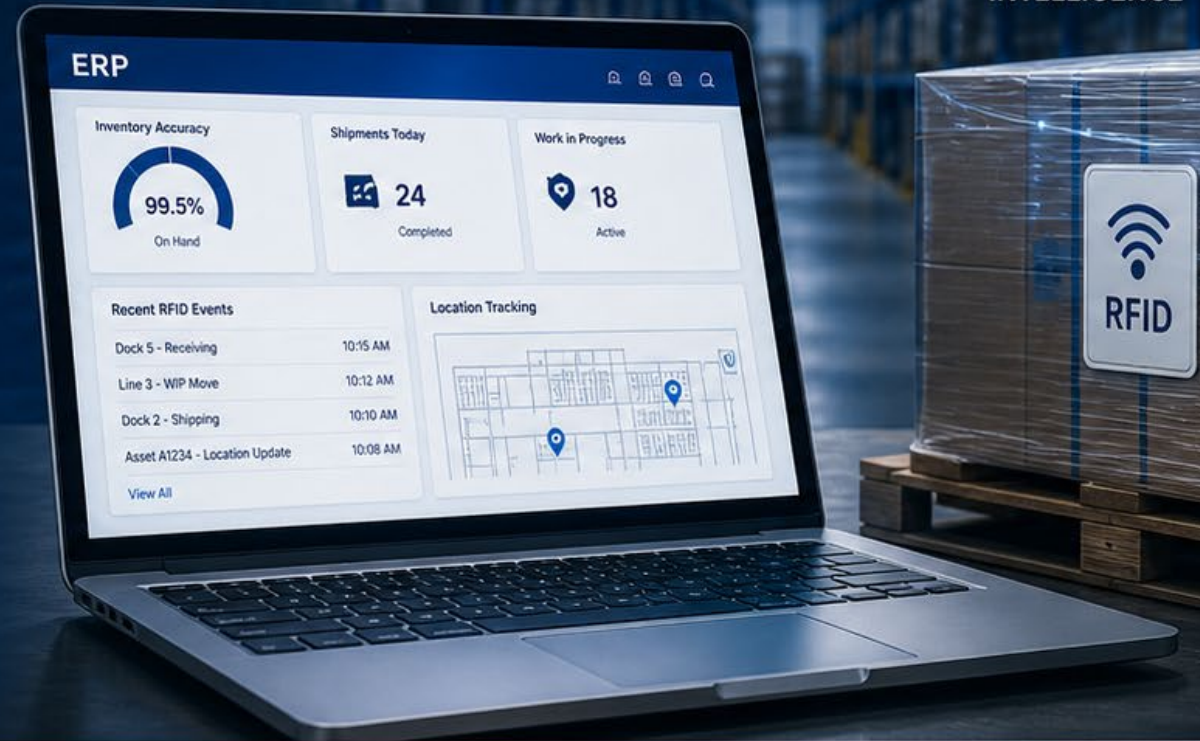 ERP
Inventory Accuracy
99.5%
On Hand
Shipments Today
24
Completed
Work in Progress
18
Active
Recent RFID Events
Dock 5 - Receiving 10:15 AM
Line 3 - WIP Move 10:12 AM
Dock 2 - Shipping 10:10 AM
Asset A1234 - Location Update 10:08 AM
View All
Location Tracking
RFID